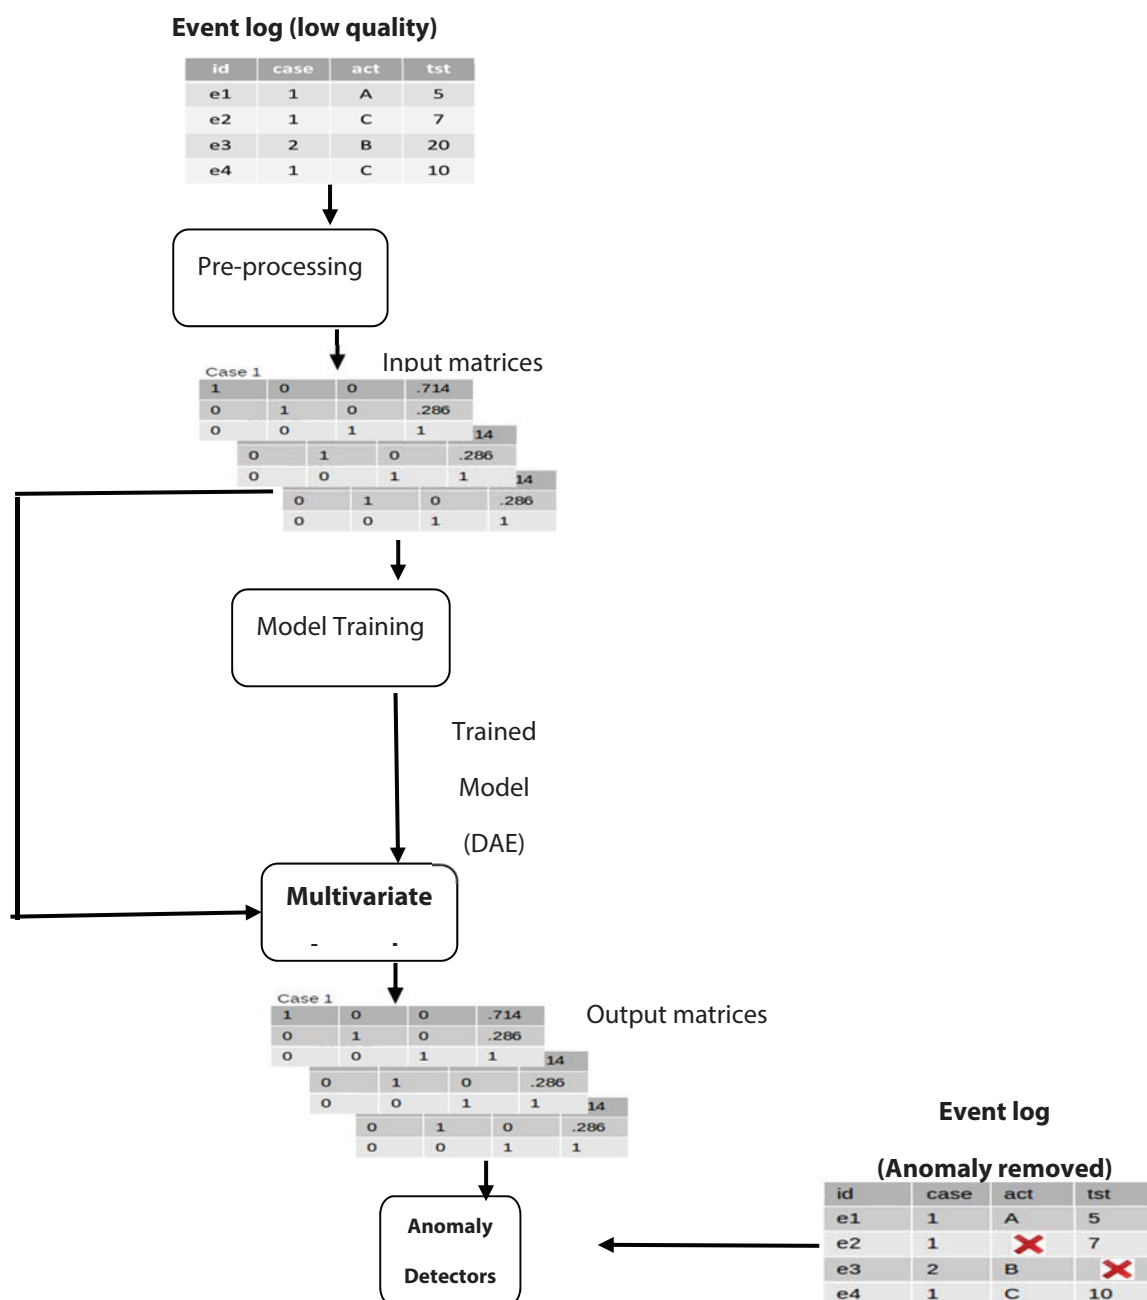 Event log (low quality)
id case act tst
e1 1 A 5
e2 1 C 7
e3 2 B 20
e4 1 C 10
Pre-processing
Input matrices
Case 1
1 0 0 .714
0 1 0 .286
0 0 1 1
14
0 1 0 .286
0 0 1 1
14
0 1 0 .286
0 0 1 1
Model Training
Trained
Model
(DAE)
Multivariate
Case 1
Output matrices
1 0 0 .714
0 1 0 .286
0 0 1 1
14
0 1 0 .286
0 0 1 1
14
0 1 0 .286
0 0 1 1
Anomaly
Detectors
Event log
(Anomaly removed)
id case act tst
e1 1 A 5
e2 1 7
e3 2 B
e4 1 C 10